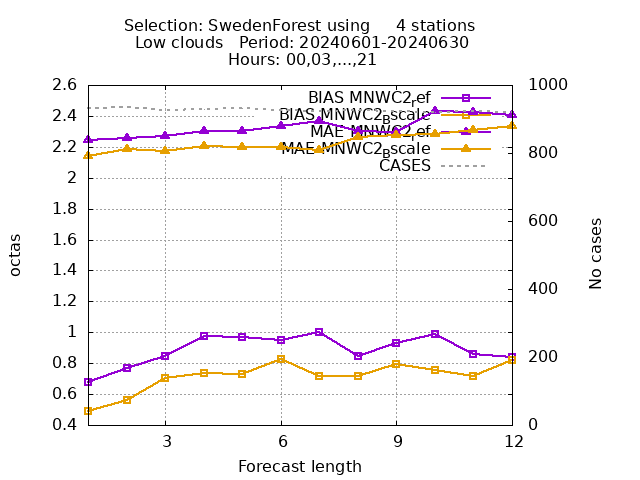 Selection: SwedenForest using 4 stations
Low clouds Period: 20240601-20240630
Hours: 00,03,...,21
2.6
2.4
2.2
2
1.8
1.6
1.4
1.2
1
0.8
0.6
0.4
octas
1000
800
600
400
200
0
No cases
BIAS MNWC2_ref
BIAS MNWC2_Bscale
MAE MNWC2_ref
MAE MNWC2_Bscale
CASES
3
6
9
12
Forecast length